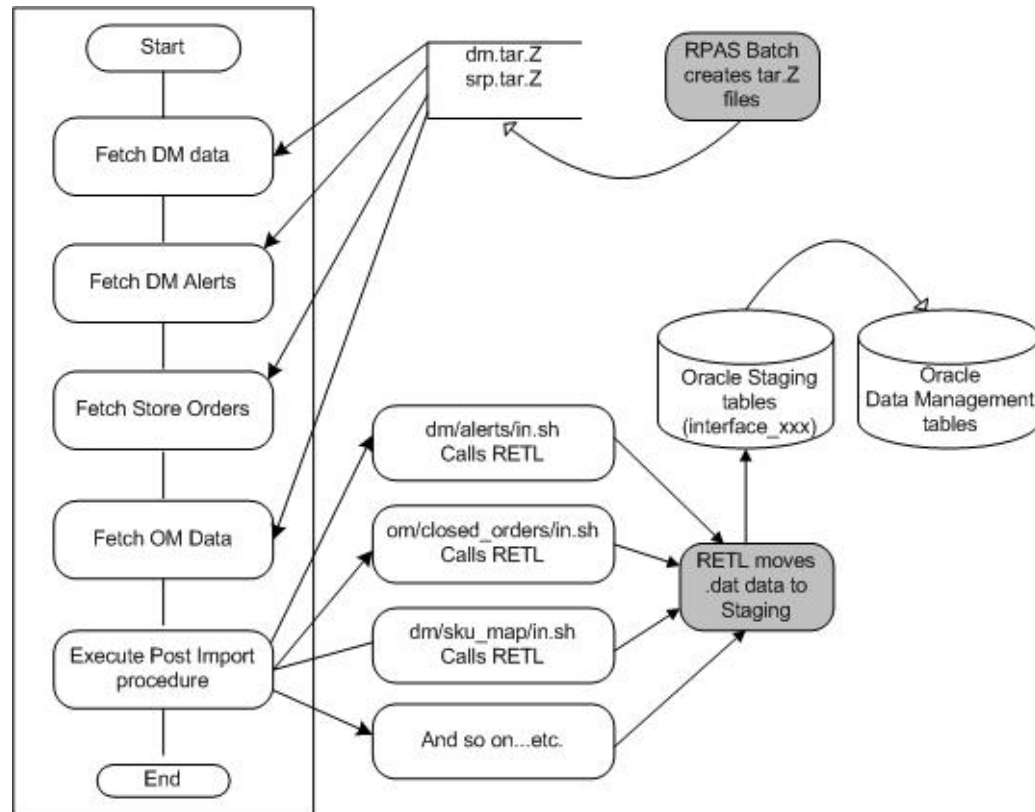 Start
Fetch DM data
Fetch DM Alerts
Fetch Store Orders
Fetch OM Data
Execute Post Import
procedure
End
dm.tar.Z
srp.tar.Z
RPAS Batch
creates tar.Z
files
dm/alerts/in.sh
Calls RETL
om/closed_orders/in.sh
Calls RETL
dm/sku_map/in.sh
Calls RETL
And so on...etc.
Oracle Staging
tables
(interface_xxx)
Oracle
Data Management
tables
RETL moves
.dat data to
Staging